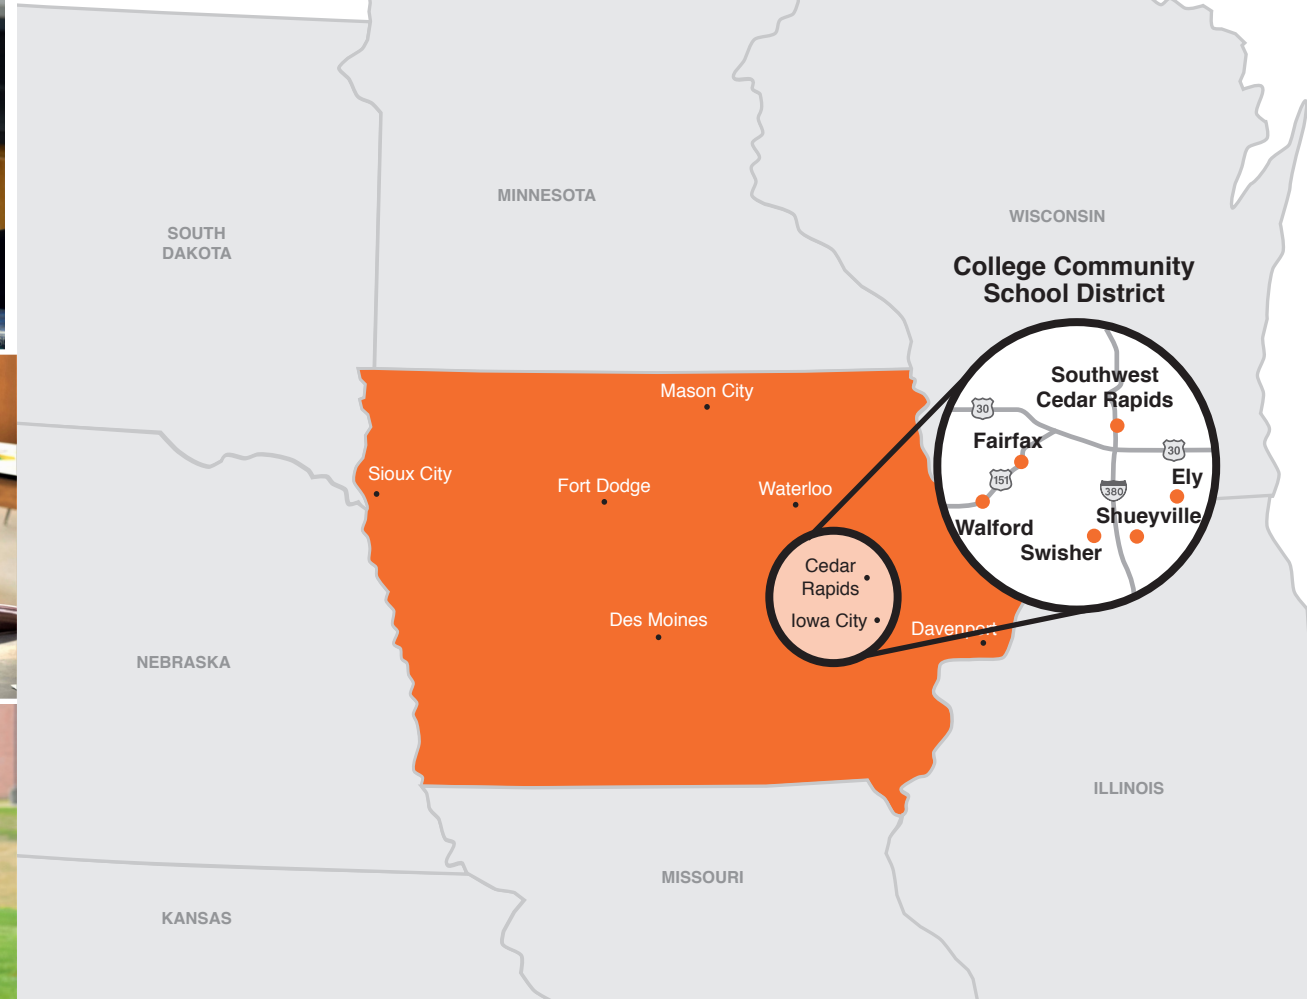 MINNESOTA
WISCONSIN
SOUTH
DAKOTA
College Community
School District
Southwest
Cedar Rapids
30
Fairfax
30
151
Ely
380
Shueyville
Walford
Swisher
Mason City
Sioux City
Fort Dodge
Waterloo
Cedar
Rapids
Iowa City
Des Moines
Davenport
NEBRASKA
ILLINOIS
MISSOURI
KANSAS